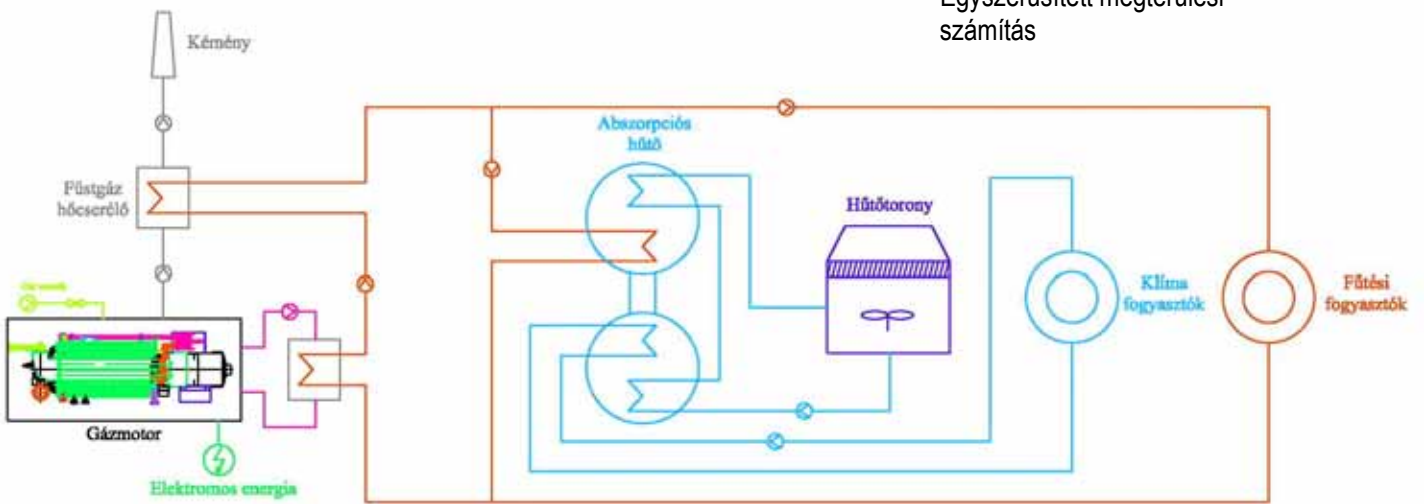 Egyszerűsített megtérülési
számítás
Kémény
Abszorpciós
hűtő
Füstgáz
hőcserélő
Hűtőtorony
Klíma
fogyasztók
Fűtési
fogyasztók
Gázmotor
Elektromos energia